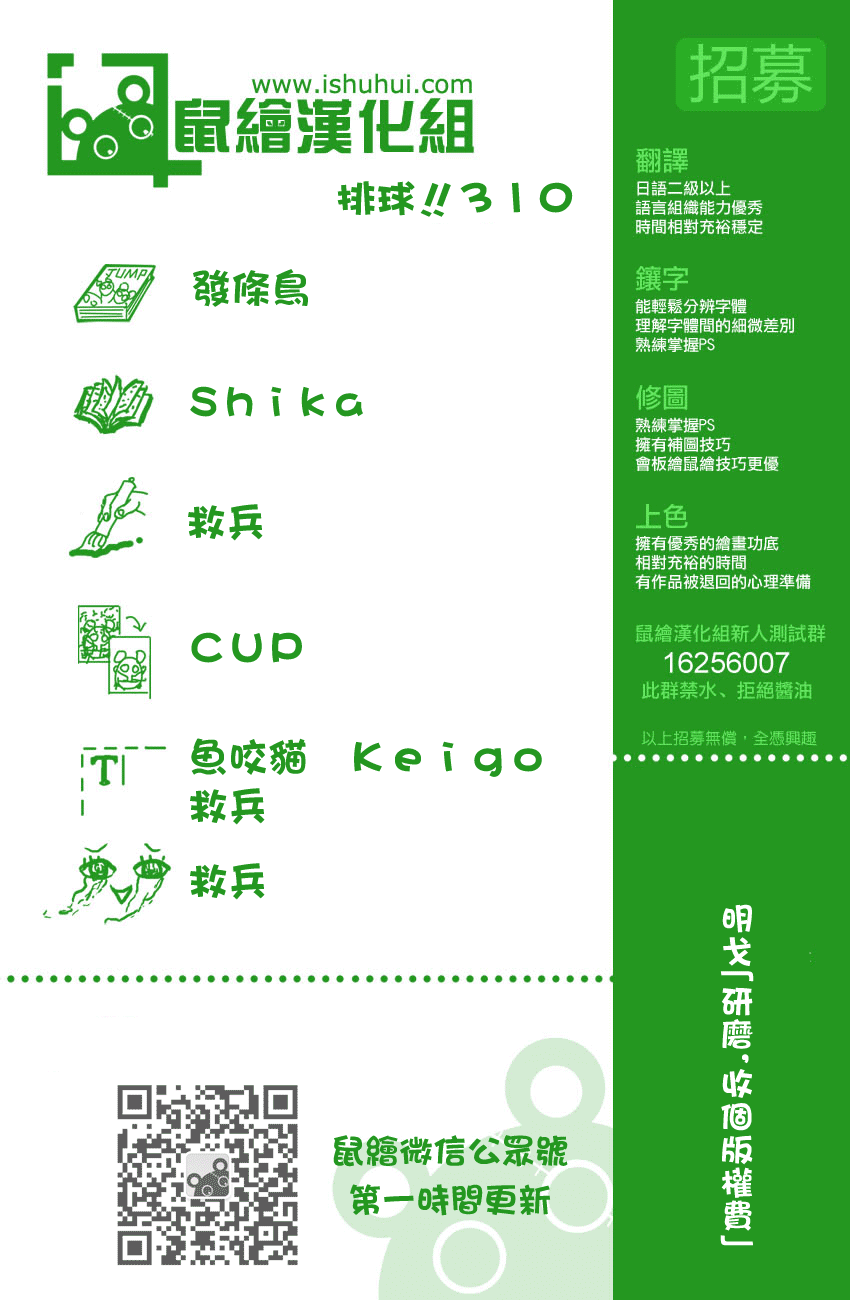 www.ishuhui.com
鼠繪漢化組
排球!!310
JUMP
發條鳥
Shika
救兵
CUP
T
魚咬貓 Keigo
救兵
救兵
鼠繪微信公眾號
第一時間更新
招募
翻譯
日語二級以上
語言組織能力優秀
時間相對充裕穩定
鑲字
能輕鬆分辨字體
理解字體間的細微差別
熟練掌握PS
修圖
熟練掌握PS
擁有補圖技巧
會板繪鼠繪技巧更優
上色
擁有優秀的繪畫功底
相對充裕的時間
有作品被退回的心理準備
鼠繪漢化組新人測試群
16256007
此群禁水、拒絕醬油
以上招募無償，全憑興趣
明戈「研磨，收個版權費」